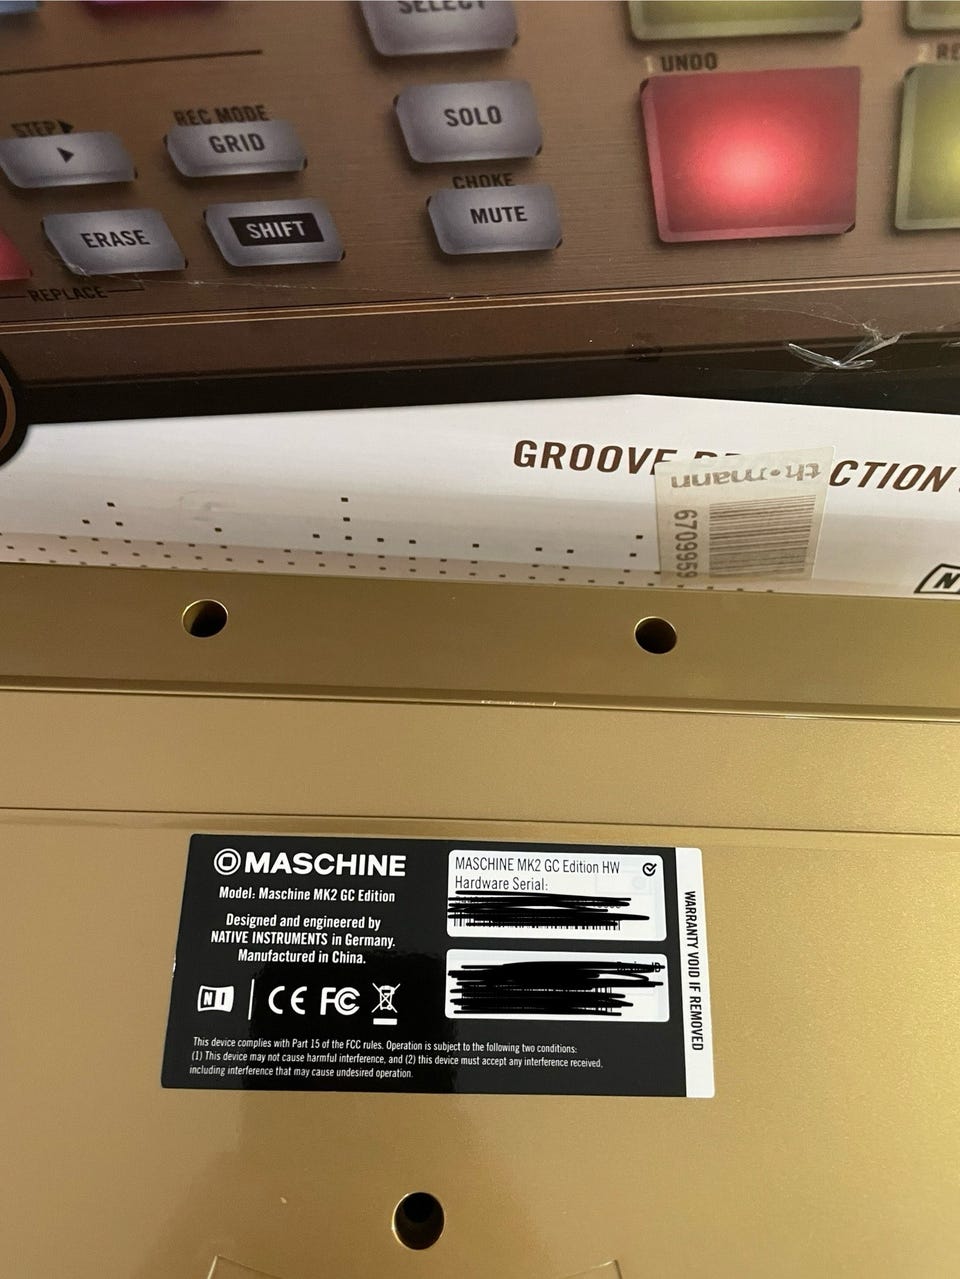 SELECT
UNDO
STEP
REC MODE
GRID
SOLO
CHOKE
MUTE
ERASE
SHIFT
REPLACE
GROOVE
CTION
th•mann
6709959
N
MASCHINE
Model: Maschine MK2 GC Edition
Designed and engineered by
NATIVE INSTRUMENTS in Germany.
Manufactured in China.
NI
CE FC
This device complies with Part 15 of the FCC rules. Operation is subject to the following two conditions:
(1) This device may not cause harmful interference, and (2) this device must accept any interference received,
including interference that may cause undesired operation.
MASCHINE MK2 GC Edition HW
Hardware Serial:
WARRANTY VOID IF REMOVED